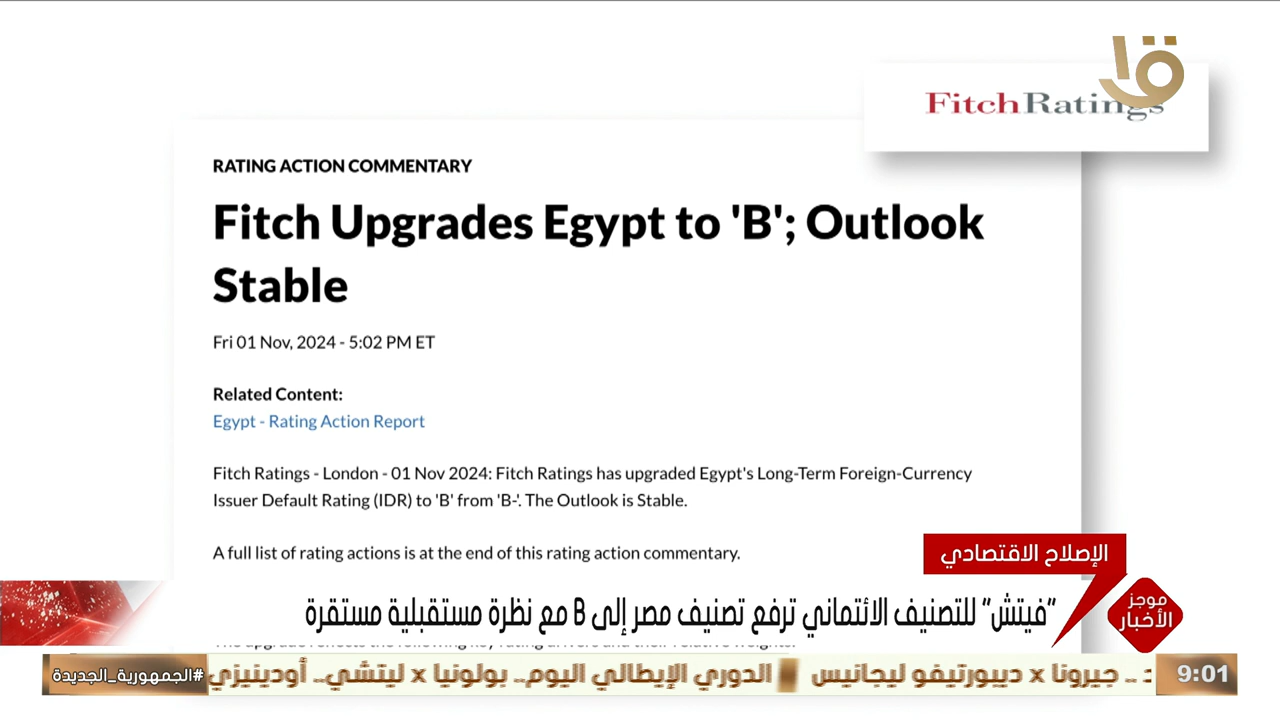 FitchRatings
RATING ACTION COMMENTARY
Fitch Upgrades Egypt to 'B'; Outlook
Stable
Fri 01 Nov, 2024 - 5:02 PM ET
Related Content:
Egypt - Rating Action Report
Fitch Ratings - London - 01 Nov 2024: Fitch Ratings has upgraded Egypt's Long-Term Foreign-Currency
Issuer Default Rating (IDR) to 'B' from 'B-'. The Outlook is Stable.
A full list of rating actions is at the end of this rating action commentary.
الإصلاح الاقتصادي
موجز
الأخبار
"فيتش" للتصنيف الائتماني ترفع تصنيف مصر إلى B مع نظرة مستقبلية مستقرة
9:01
.. جيرونا x ديبورتيفو ليجانيس
الدوري الإيطالي اليوم.. بولونيا x ليتشي.. أودينيزي
#الجمهورية_الجديدة